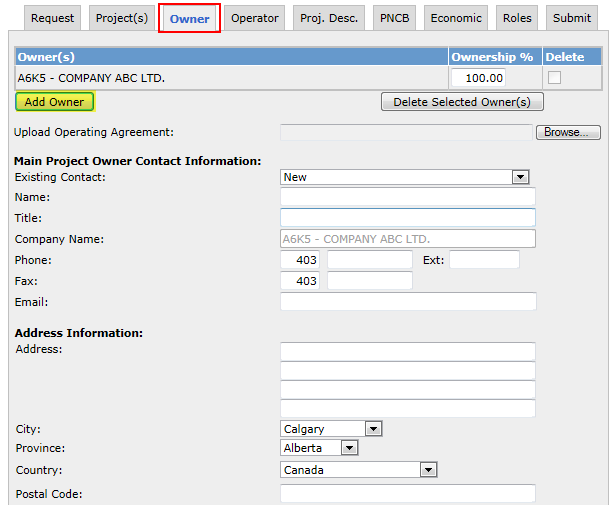 Request Project(s) Owner Operator Proj. Desc. PNCB Economic Roles Submit
Owner(s) Ownership % Delete
A6K5 - COMPANY ABC LTD. 100.00
Add Owner Delete Selected Owner(s)
Upload Operating Agreement: Browse...
Main Project Owner Contact Information:
Existing Contact: New
Name:
Title:
Company Name: A6K5 - COMPANY ABC LTD.
Phone: 403 Ext:
Fax: 403
Email:
Address Information:
Address:
City: Calgary
Province: Alberta
Country: Canada
Postal Code: